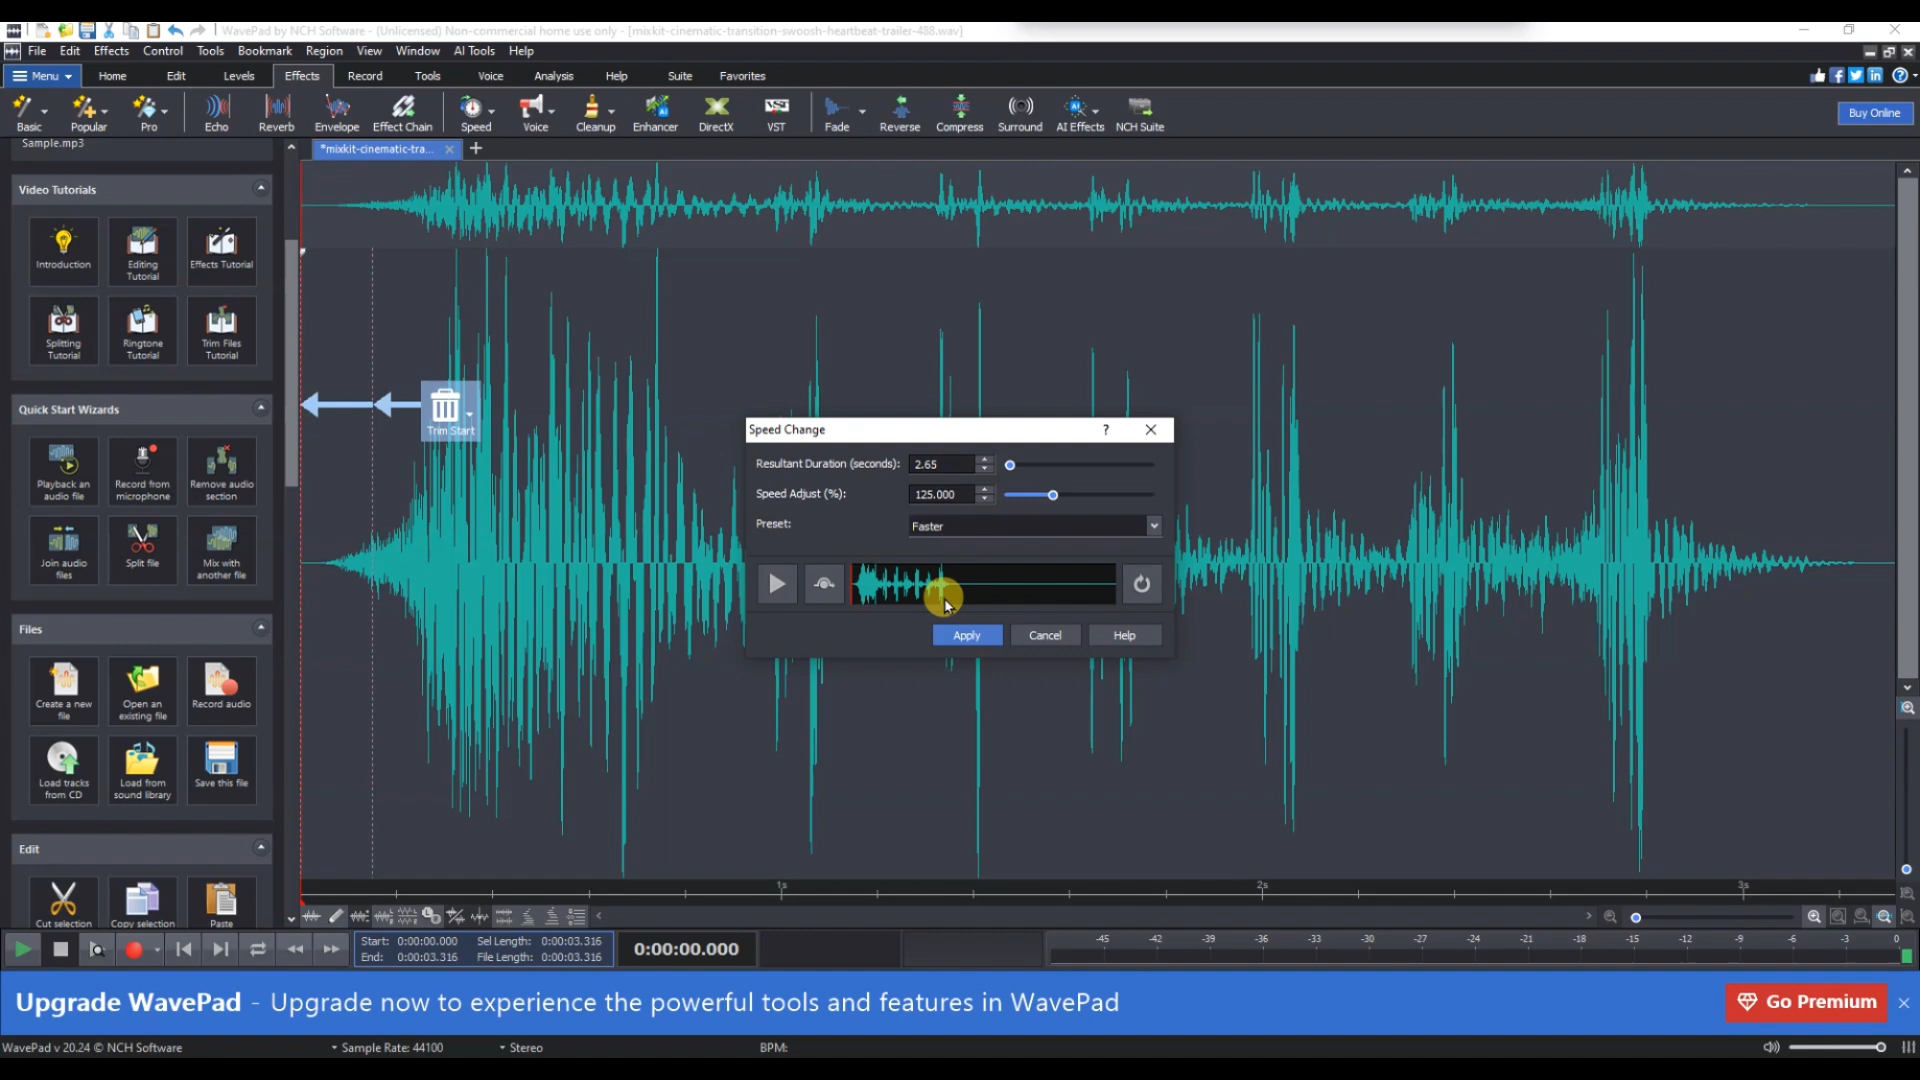 WavePad by NCH Software - (Unlicensed) Non-commercial home use only - [mixkit-cinematic-transition-swoosh-heartbeat-trailer-488.wav]
File Edit Effects Control Tools Bookmark Region View Window AI Tools Help
Menu Home Edit Levels Effects Record Tools Voice Analysis Help Suite Favorites
Basic Popular Pro Echo Reverb Envelope Effect Chain Speed Voice Cleanup Enhancer DirectX VST Fade Reverse Compress Surround AI Effects NCH Suite
Buy Online
Sample.mp3
*mixkit-cinematic-tra...
Video Tutorials
Introduction
Editing
Tutorial
Effects Tutorial
Splitting
Tutorial
Ringtone
Tutorial
Trim Files
Tutorial
Quick Start Wizards
Playback an
audio file
Record from
microphone
Remove audio
section
Join audio
files
Split file
Mix with
another file
Files
Create a new
file
Open an
existing file
Record audio
Load tracks
from CD
Load from
sound library
Save this file
Edit
Cut selection
Copy selection
Paste
Trim Start
Speed Change
Resultant Duration (seconds): 2.65
Speed Adjust (%): 125.000
Preset: Faster
Apply Cancel Help
1s 2s 3s
Start: 0:00:00.000 Sel Length: 0:00:03.316
End: 0:00:03.316 File Length: 0:00:03.316
0:00:00.000
-45 -42 -39 -36 -33 -30 -27 -24 -21 -18 -15 -12 -9 -6 -3 0
Upgrade WavePad - Upgrade now to experience the powerful tools and features in WavePad
Go Premium
WavePad v 20.24 © NCH Software
Sample Rate: 44100
Stereo
BPM: